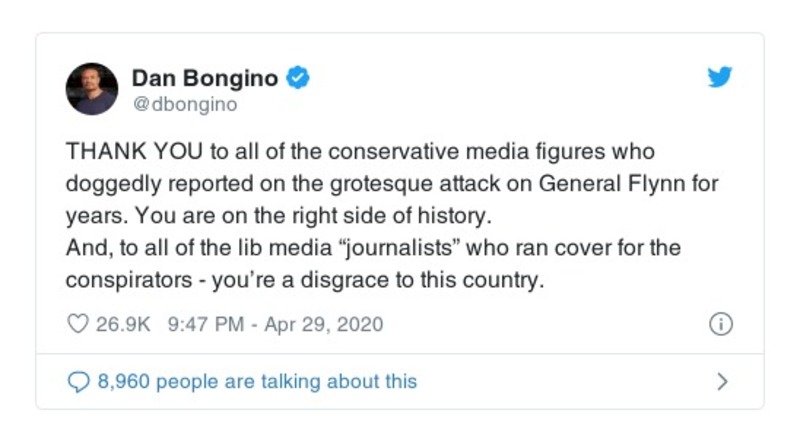 Dan Bongino
@dbongino
THANK YOU to all of the conservative media figures who
doggedly reported on the grotesque attack on General Flynn for
years. You are on the right side of history.
And, to all of the lib media “journalists” who ran cover for the
conspirators - you’re a disgrace to this country.
26.9K 9:47 PM - Apr 29, 2020
8,960 people are talking about this